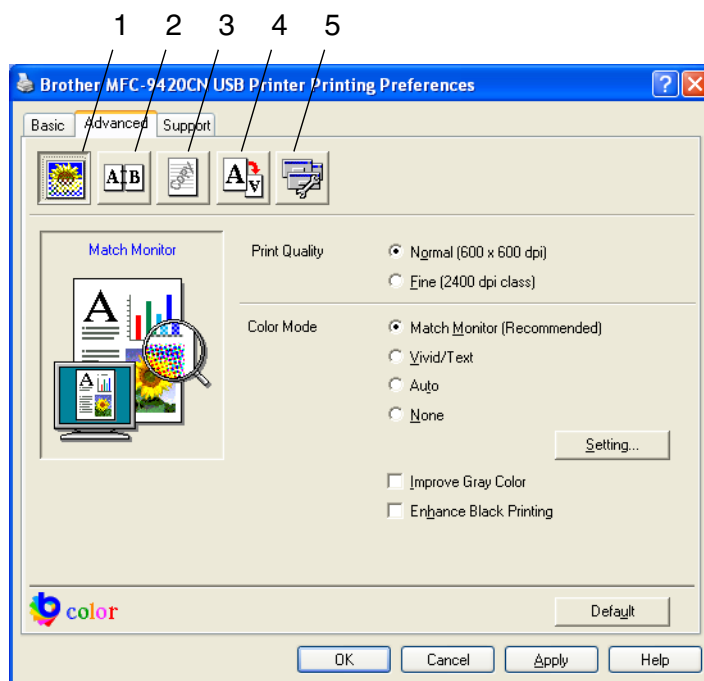 1 2 3 4 5
Brother MFC-9420CN USB Printer Printing Preferences
Basic Advanced Support
A B COPY A A
Match Monitor
A
A
Print Quality
Normal (600 x 600 dpi)
Fine (2400 dpi class)
Color Mode
Match Monitor (Recommended)
Vivid/Text
Auto
None
Setting...
Improve Gray Color
Enhance Black Printing
b color
Default
OK Cancel Apply Help